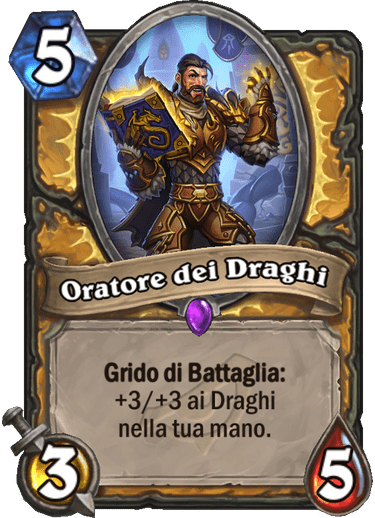 5
Oratore dei Draghi
Grido di Battaglia:
+3/+3 ai Draghi
nella tua mano.
3
5